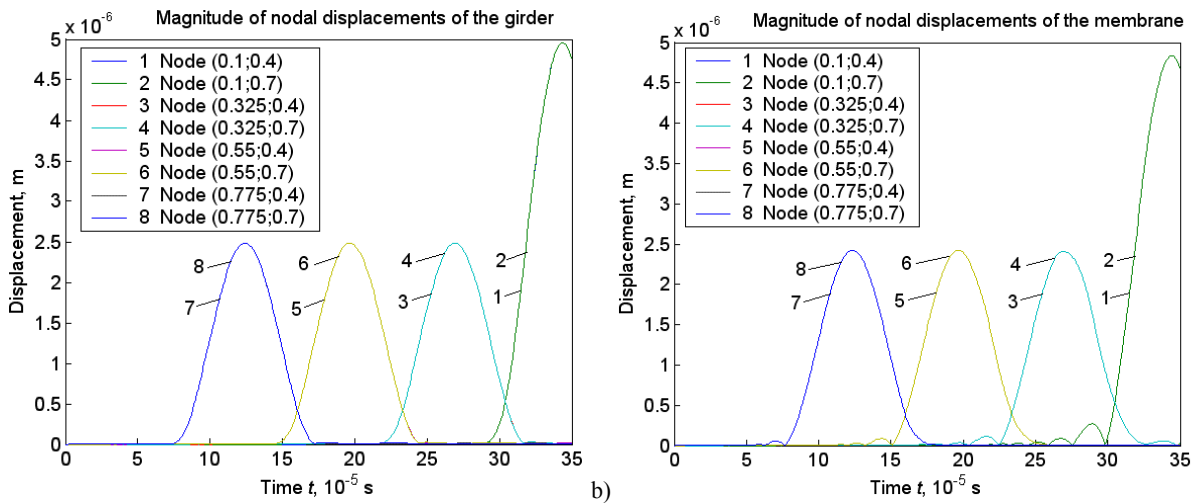 Magnitude of nodal displacements of the girder
x 10^-6
5
4.5
4
3.5
3
2.5
2
1.5
1
0.5
0
Displacement, m
1 Node (0.1;0.4)
2 Node (0.1;0.7)
3 Node (0.325;0.4)
4 Node (0.325;0.7)
5 Node (0.55;0.4)
6 Node (0.55;0.7)
7 Node (0.775;0.4)
8 Node (0.775;0.7)
8
7
6
5
4
3
2
1
0 5 10 15 20 25 30 35
Time t, 10^-5 s
b)
Magnitude of nodal displacements of the membrane
x 10^-6
5
4.5
4
3.5
3
2.5
2
1.5
1
0.5
0
Displacement, m
1 Node (0.1;0.4)
2 Node (0.1;0.7)
3 Node (0.325;0.4)
4 Node (0.325;0.7)
5 Node (0.55;0.4)
6 Node (0.55;0.7)
7 Node (0.775;0.4)
8 Node (0.775;0.7)
8
7
6
5
4
3
2
1
0 5 10 15 20 25 30 35
Time t, 10^-5 s